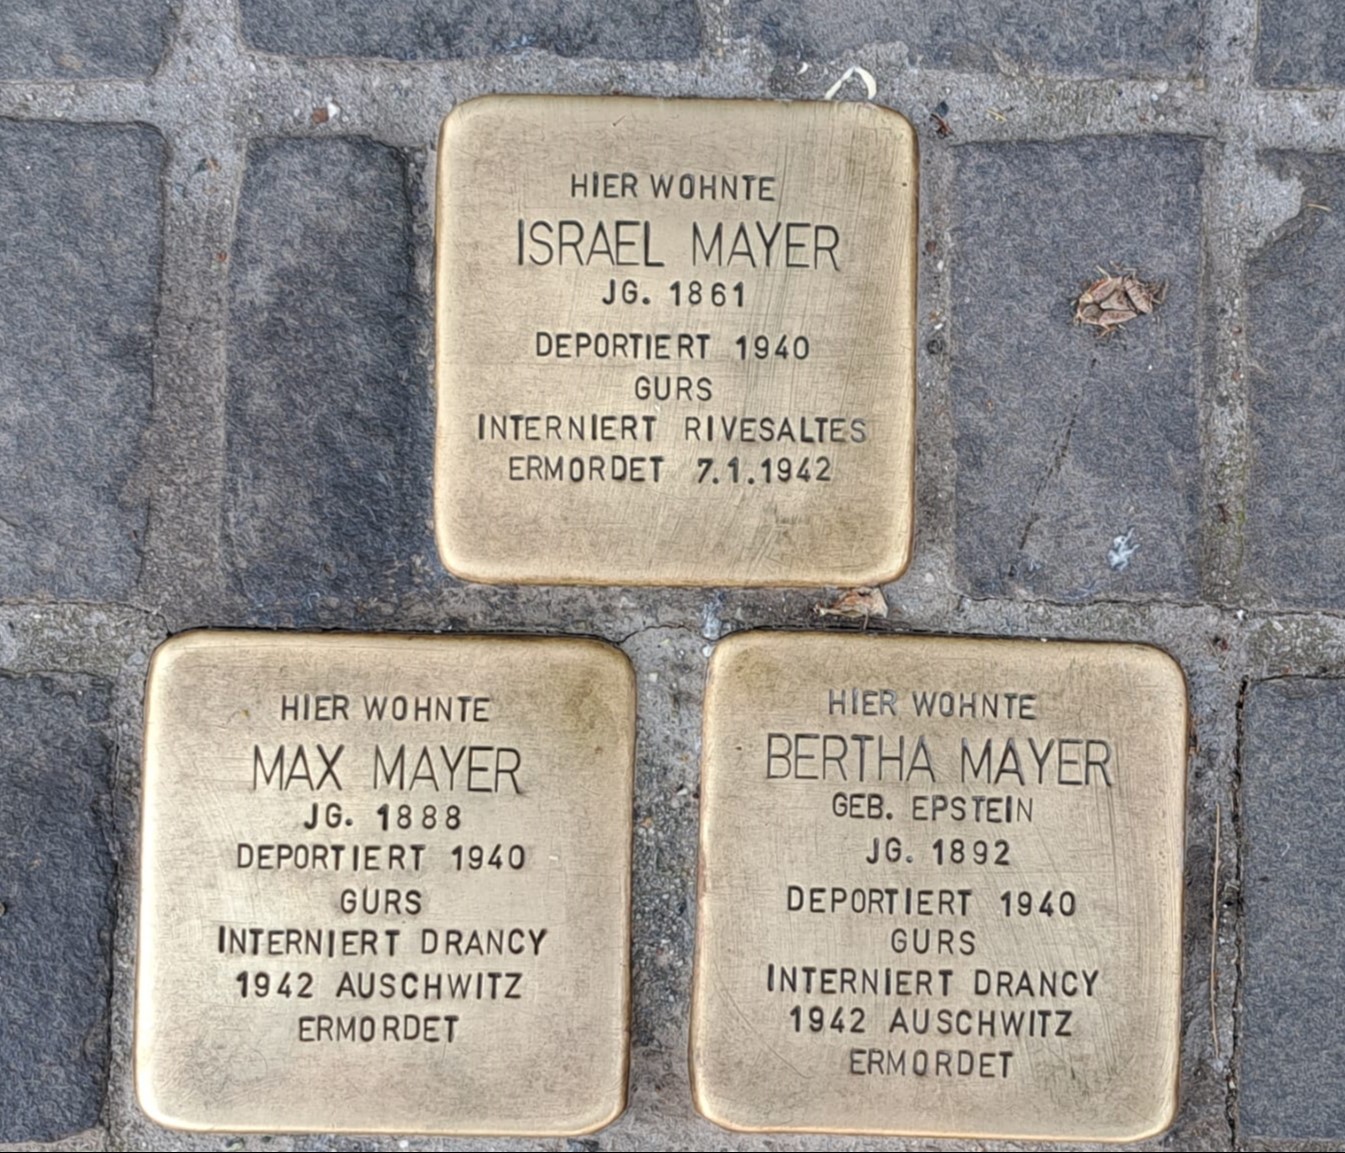 HIER WOHNTE
ISRAEL MAYER
JG. 1861
DEPORTIERT 1940
GURS
INTERNIERT RIVESALTES
ERMORDET 7.1.1942
HIER WOHNTE
MAX MAYER
JG. 1888
DEPORTIERT 1940
GURS
INTERNIERT DRANCY
1942 AUSCHWITZ
ERMORDET
HIER WOHNTE
BERTHA MAYER
GEB. EPSTEIN
JG. 1892
DEPORTIERT 1940
GURS
INTERNIERT DRANCY
1942 AUSCHWITZ
ERMORDET